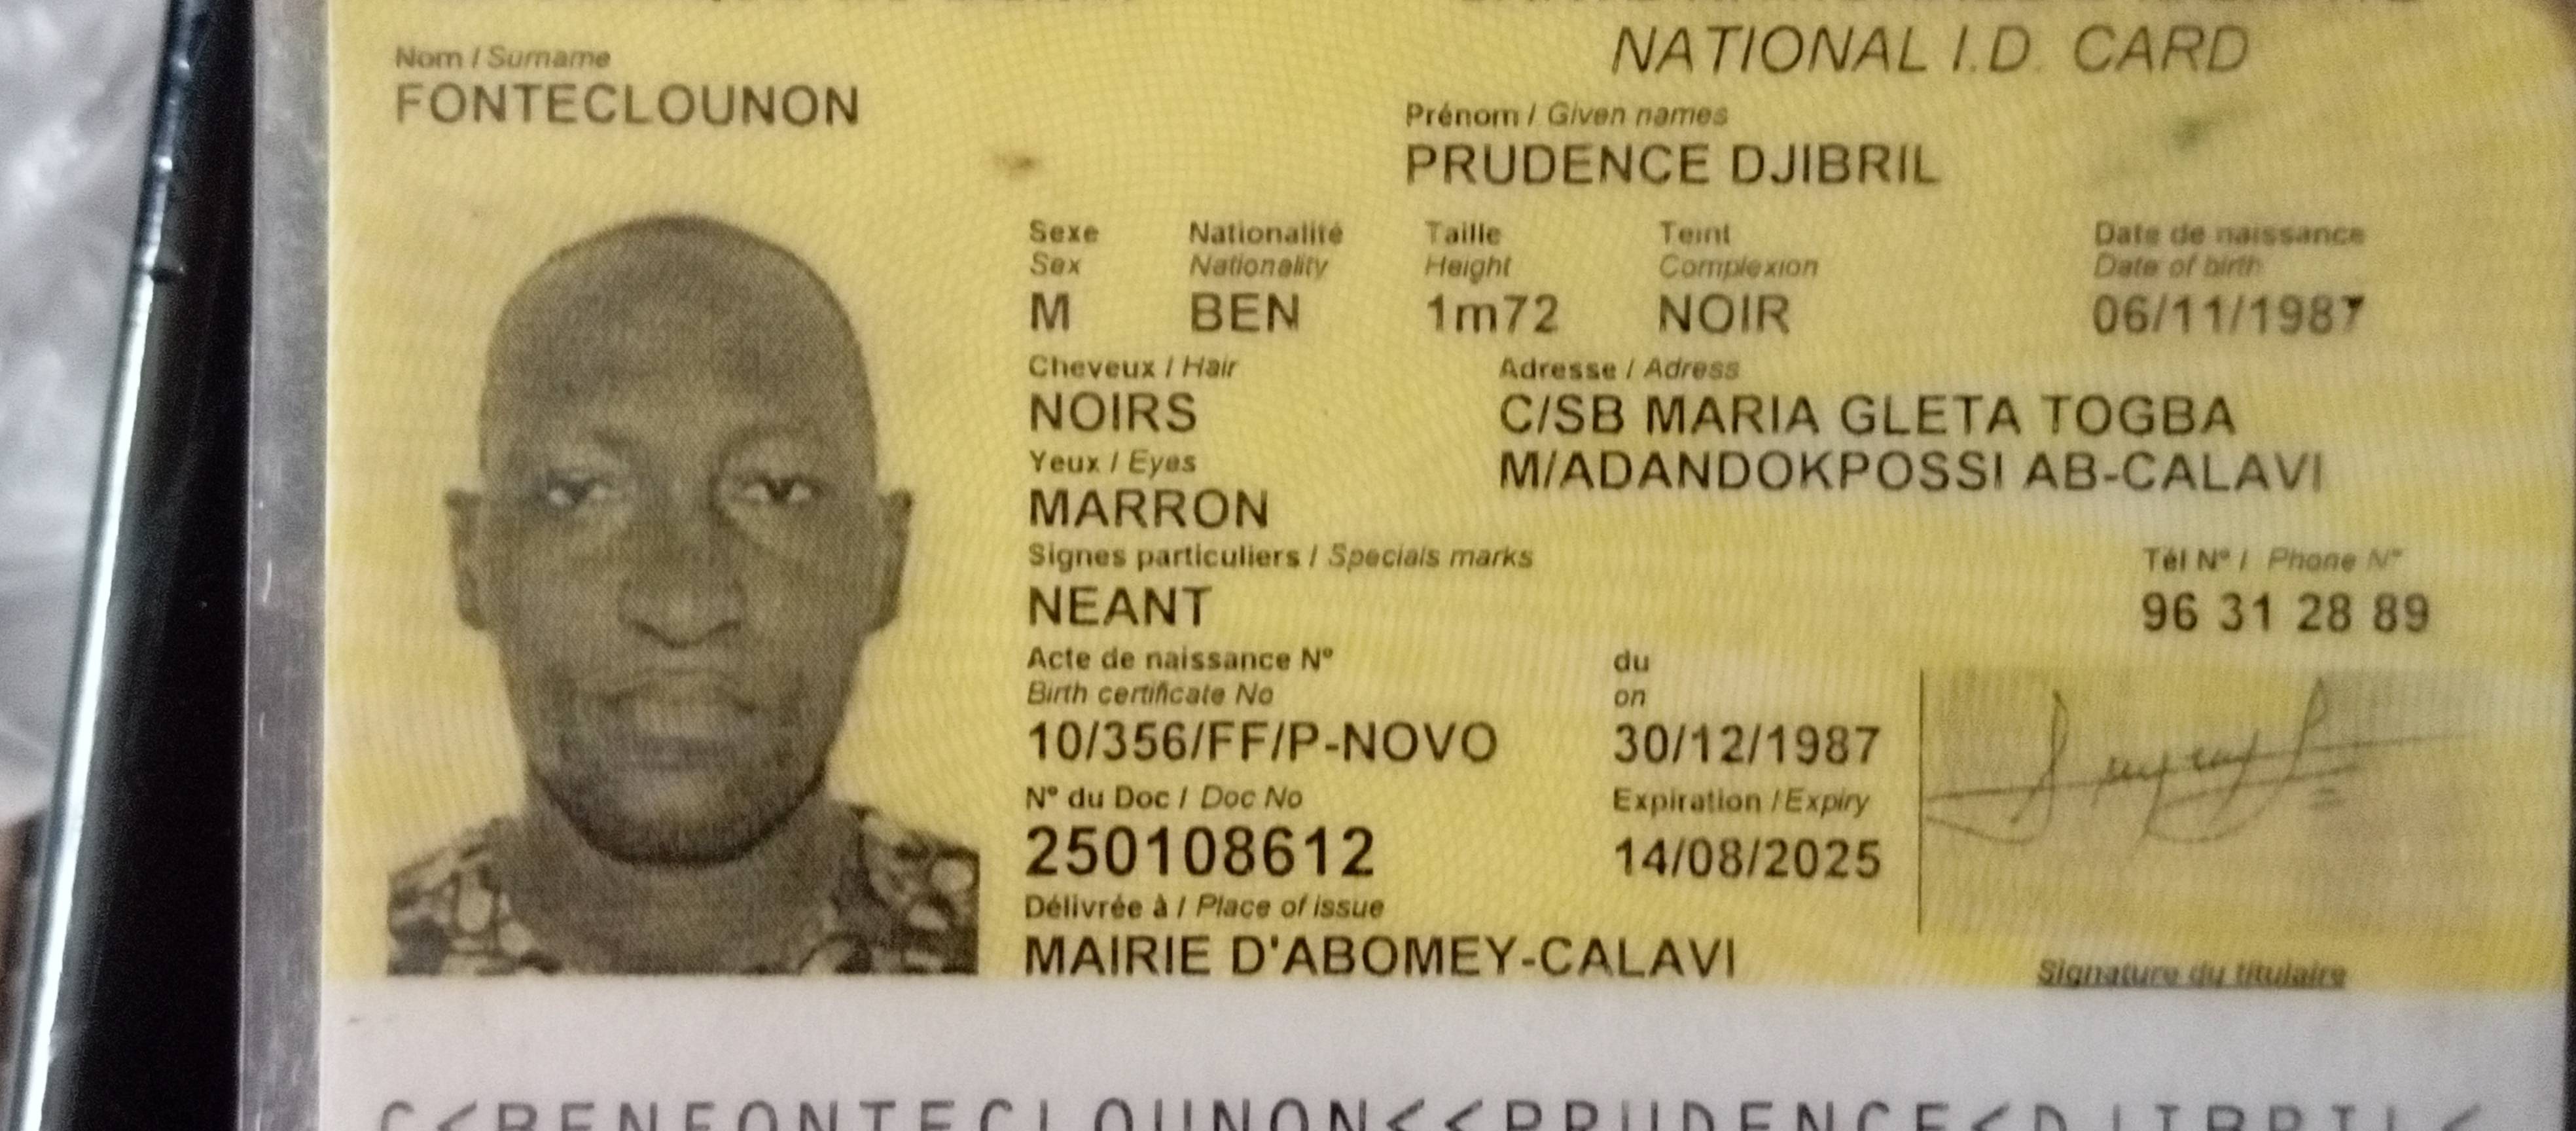 NATIONAL I.D. CARD
Nom / Surname
FONTECLOUNON
Prénom / Given names
PRUDENCE DJIBRIL
Sexe Nationalité Taille Teint Date de naissance
Sex Nationality Height Complexion Date of birth
M BEN 1m72 NOIR 06/11/1987
Cheveux / Hair
NOIRS
Adresse / Adress
C/SB MARIA GLETA TOGBA
M/ADANDOKPOSSI AB-CALAVI
Yeux / Eyes
MARRON
Signes particuliers / Specials marks
NEANT
Tél N° / Phone N°
96 31 28 89
Acte de naissance N° du
Birth certificate No on
10/356/FF/P-NOVO 30/12/1987
N° du Doc / Doc No Expiration / Expiry
250108612 14/08/2025
Délivrée à / Place of issue
MAIRIE D'ABOMEY-CALAVI
Signature du titulaire
C<BENFONTECLOUNON<<PRUDENCE<DJIBRIL<